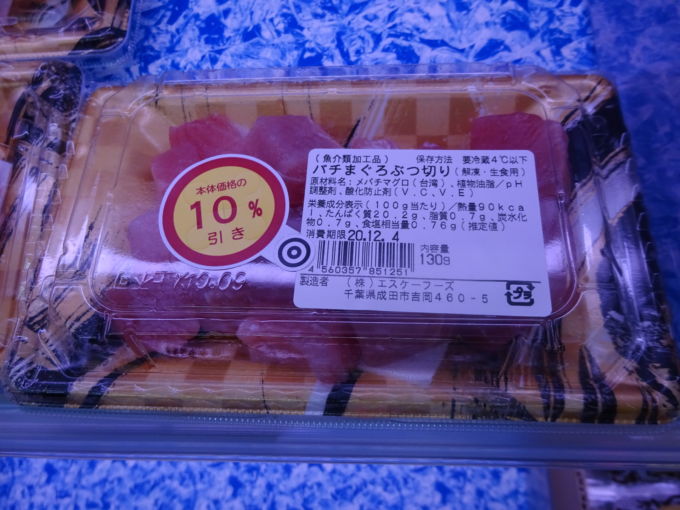 (魚介類加工品) 保存方法 要冷蔵4℃以下
バチまぐろぶつ切り(解凍・生食用)
原材料名:メバチマグロ(台湾)、植物油脂/pH
調整剤、酸化防止剤(V.C、V.E)
栄養成分表示(100g当たり)/熱量90kca
l、たんぱく質20.2g、脂質0.7g、炭水化
物0.7g、食塩相当量0.76g(推定値)
消費期限20.12.4
内容量
130g
4560357851251
製造者 (株)エスケーフーズ
千葉県成田市吉岡460-5
プラ
本体価格の
10%
引き